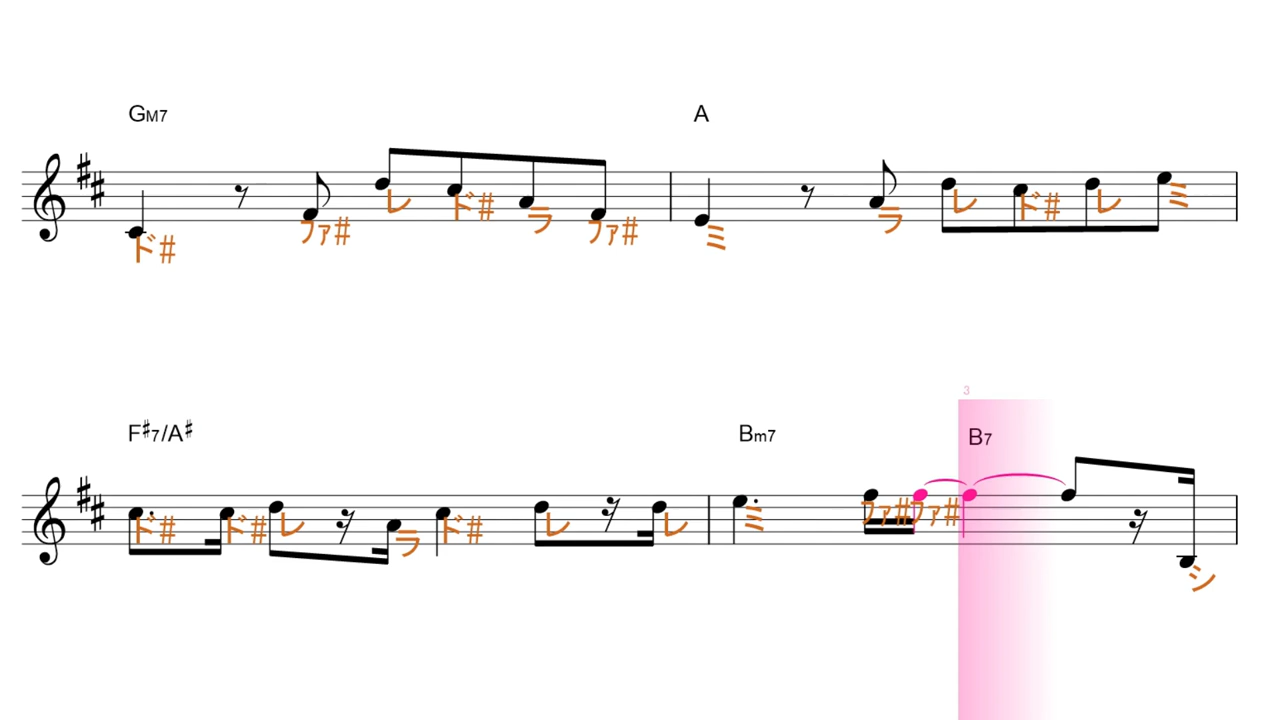 GM7 A
ド# ファ# レ ド# ラ ファ# ミ ラ レ ド# レ ミ
3
F♯7/A♯ Bm7 B7
ド# ド# レ ラ ド# レ レ ミ ファ# ファ# シ